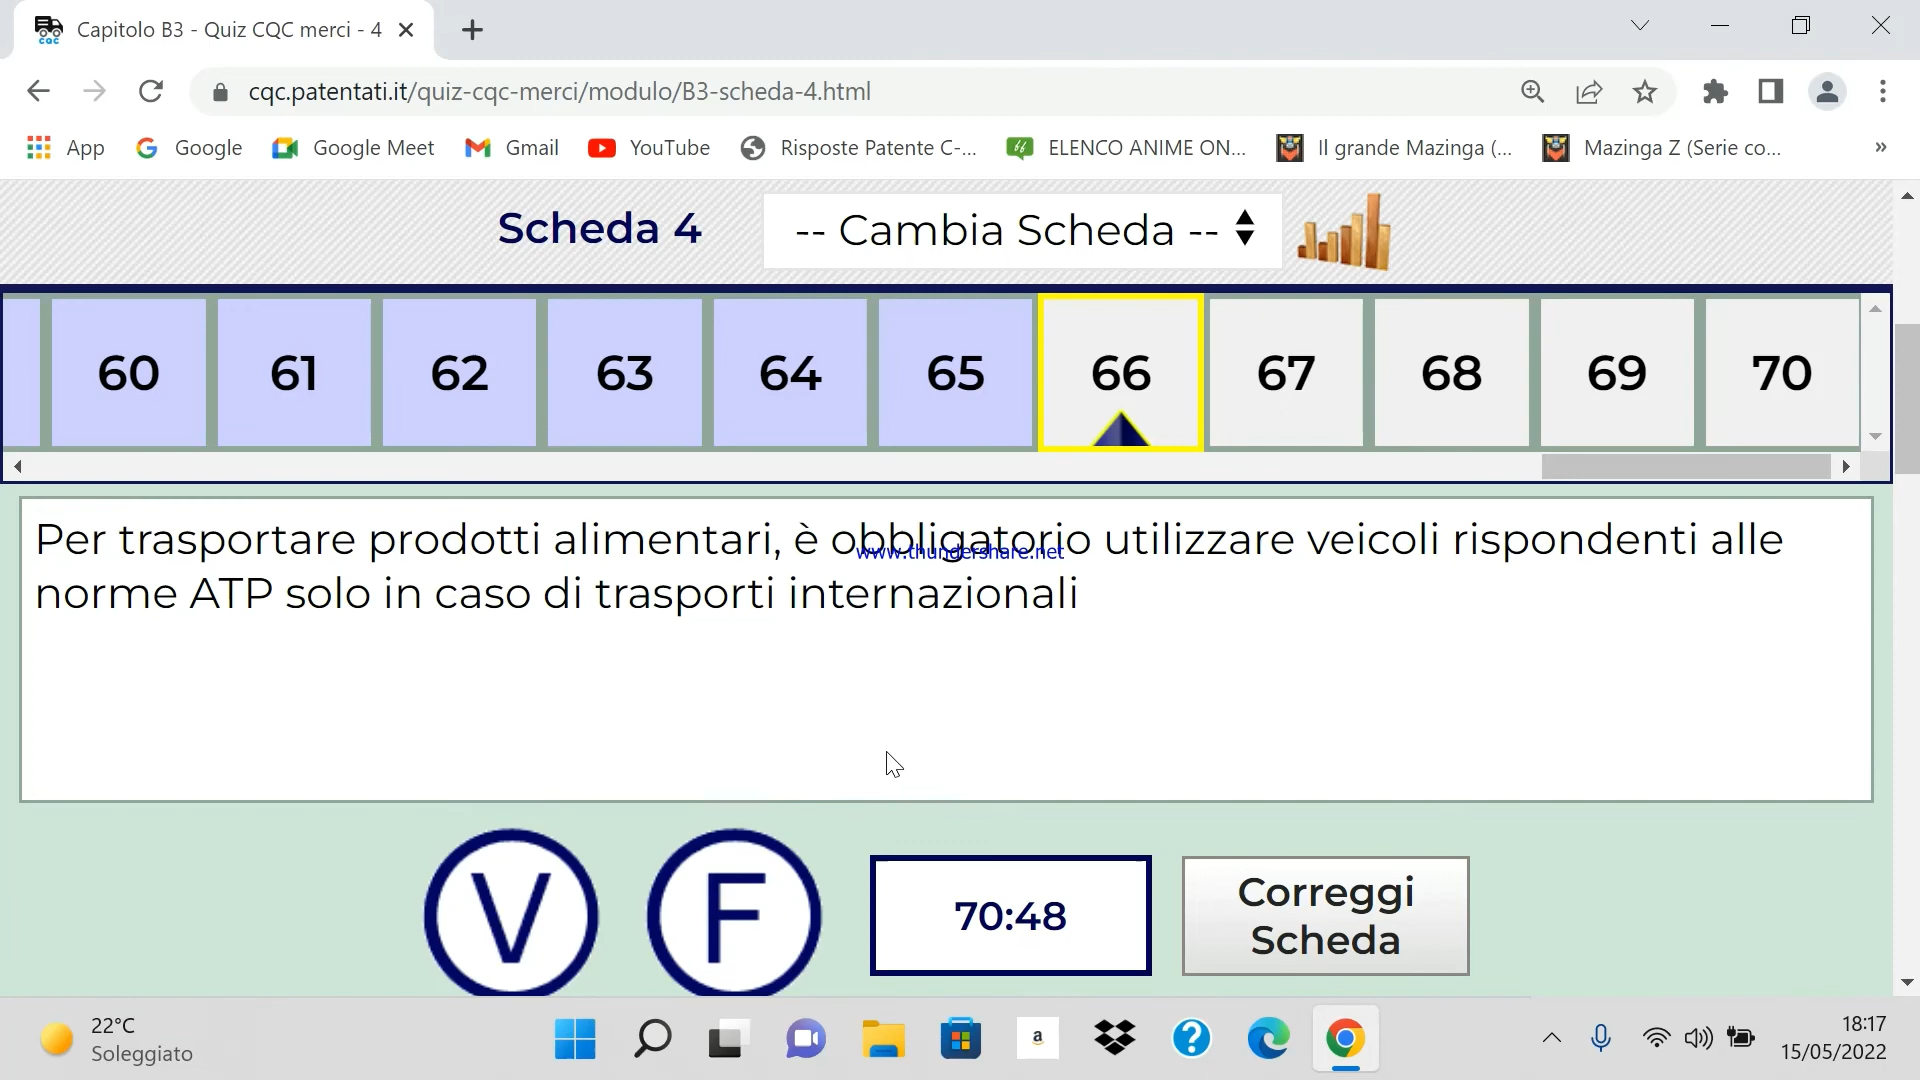 Capitolo B3 - Quiz CQC merci - 4
cqc.patentati.it/quiz-cqc-merci/modulo/B3-scheda-4.html
App
Google
Google Meet
Gmail
YouTube
Risposte Patente C-...
ELENCO ANIME ON...
Il grande Mazinga (...
Mazinga Z (Serie co...
»
Scheda 4
-- Cambia Scheda --
60 61 62 63 64 65 66 67 68 69 70
Per trasportare prodotti alimentari, è obbligatorio utilizzare veicoli rispondenti alle
norme ATP solo in caso di trasporti internazionali
www.thundershare.net
V
F
70:48
Correggi
Scheda
22°C
Soleggiato
18:17
15/05/2022